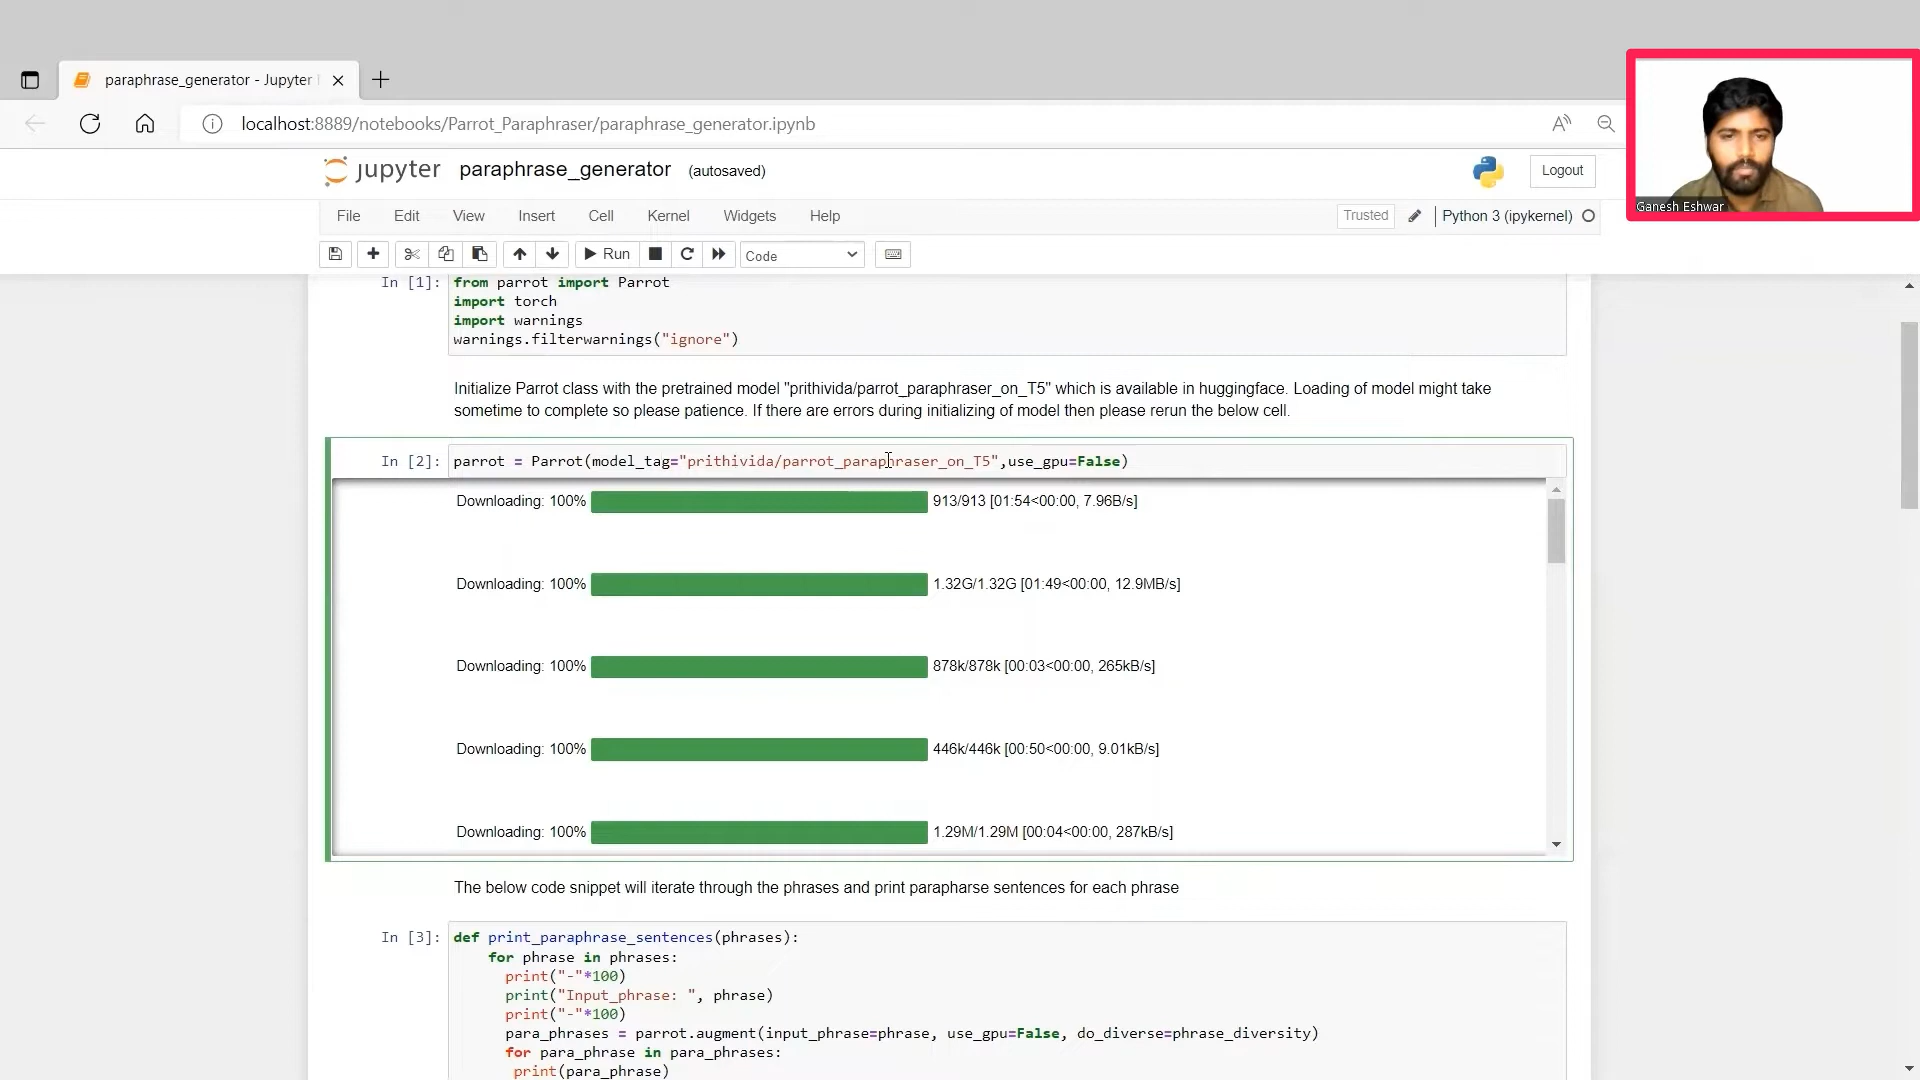 paraphrase_generator - Jupyter
localhost:8889/notebooks/Parrot_Paraphraser/paraphrase_generator.ipynb
Ganesh Eshwar
jupyter paraphrase_generator (autosaved)
Logout
File Edit View Insert Cell Kernel Widgets Help
Trusted Python 3 (ipykernel)
Run Code
In [1]: from parrot import Parrot
import torch
import warnings
warnings.filterwarnings("ignore")
Initialize Parrot class with the pretrained model "prithivida/parrot_paraphraser_on_T5" which is available in huggingface. Loading of model might take
sometime to complete so please patience. If there are errors during initializing of model then please rerun the below cell.
In [2]: parrot = Parrot(model_tag="prithivida/parrot_paraphraser_on_T5",use_gpu=False)
Downloading: 100% 913/913 [01:54<00:00, 7.96B/s]
Downloading: 100% 1.32G/1.32G [01:49<00:00, 12.9MB/s]
Downloading: 100% 878k/878k [00:03<00:00, 265kB/s]
Downloading: 100% 446k/446k [00:50<00:00, 9.01kB/s]
Downloading: 100% 1.29M/1.29M [00:04<00:00, 287kB/s]
The below code snippet will iterate through the phrases and print parapharse sentences for each phrase
In [3]: def print_paraphrase_sentences(phrases):
for phrase in phrases:
print("-"*100)
print("Input_phrase: ", phrase)
print("-"*100)
para_phrases = parrot.augment(input_phrase=phrase, use_gpu=False, do_diverse=phrase_diversity)
for para_phrase in para_phrases:
print(para_phrase)